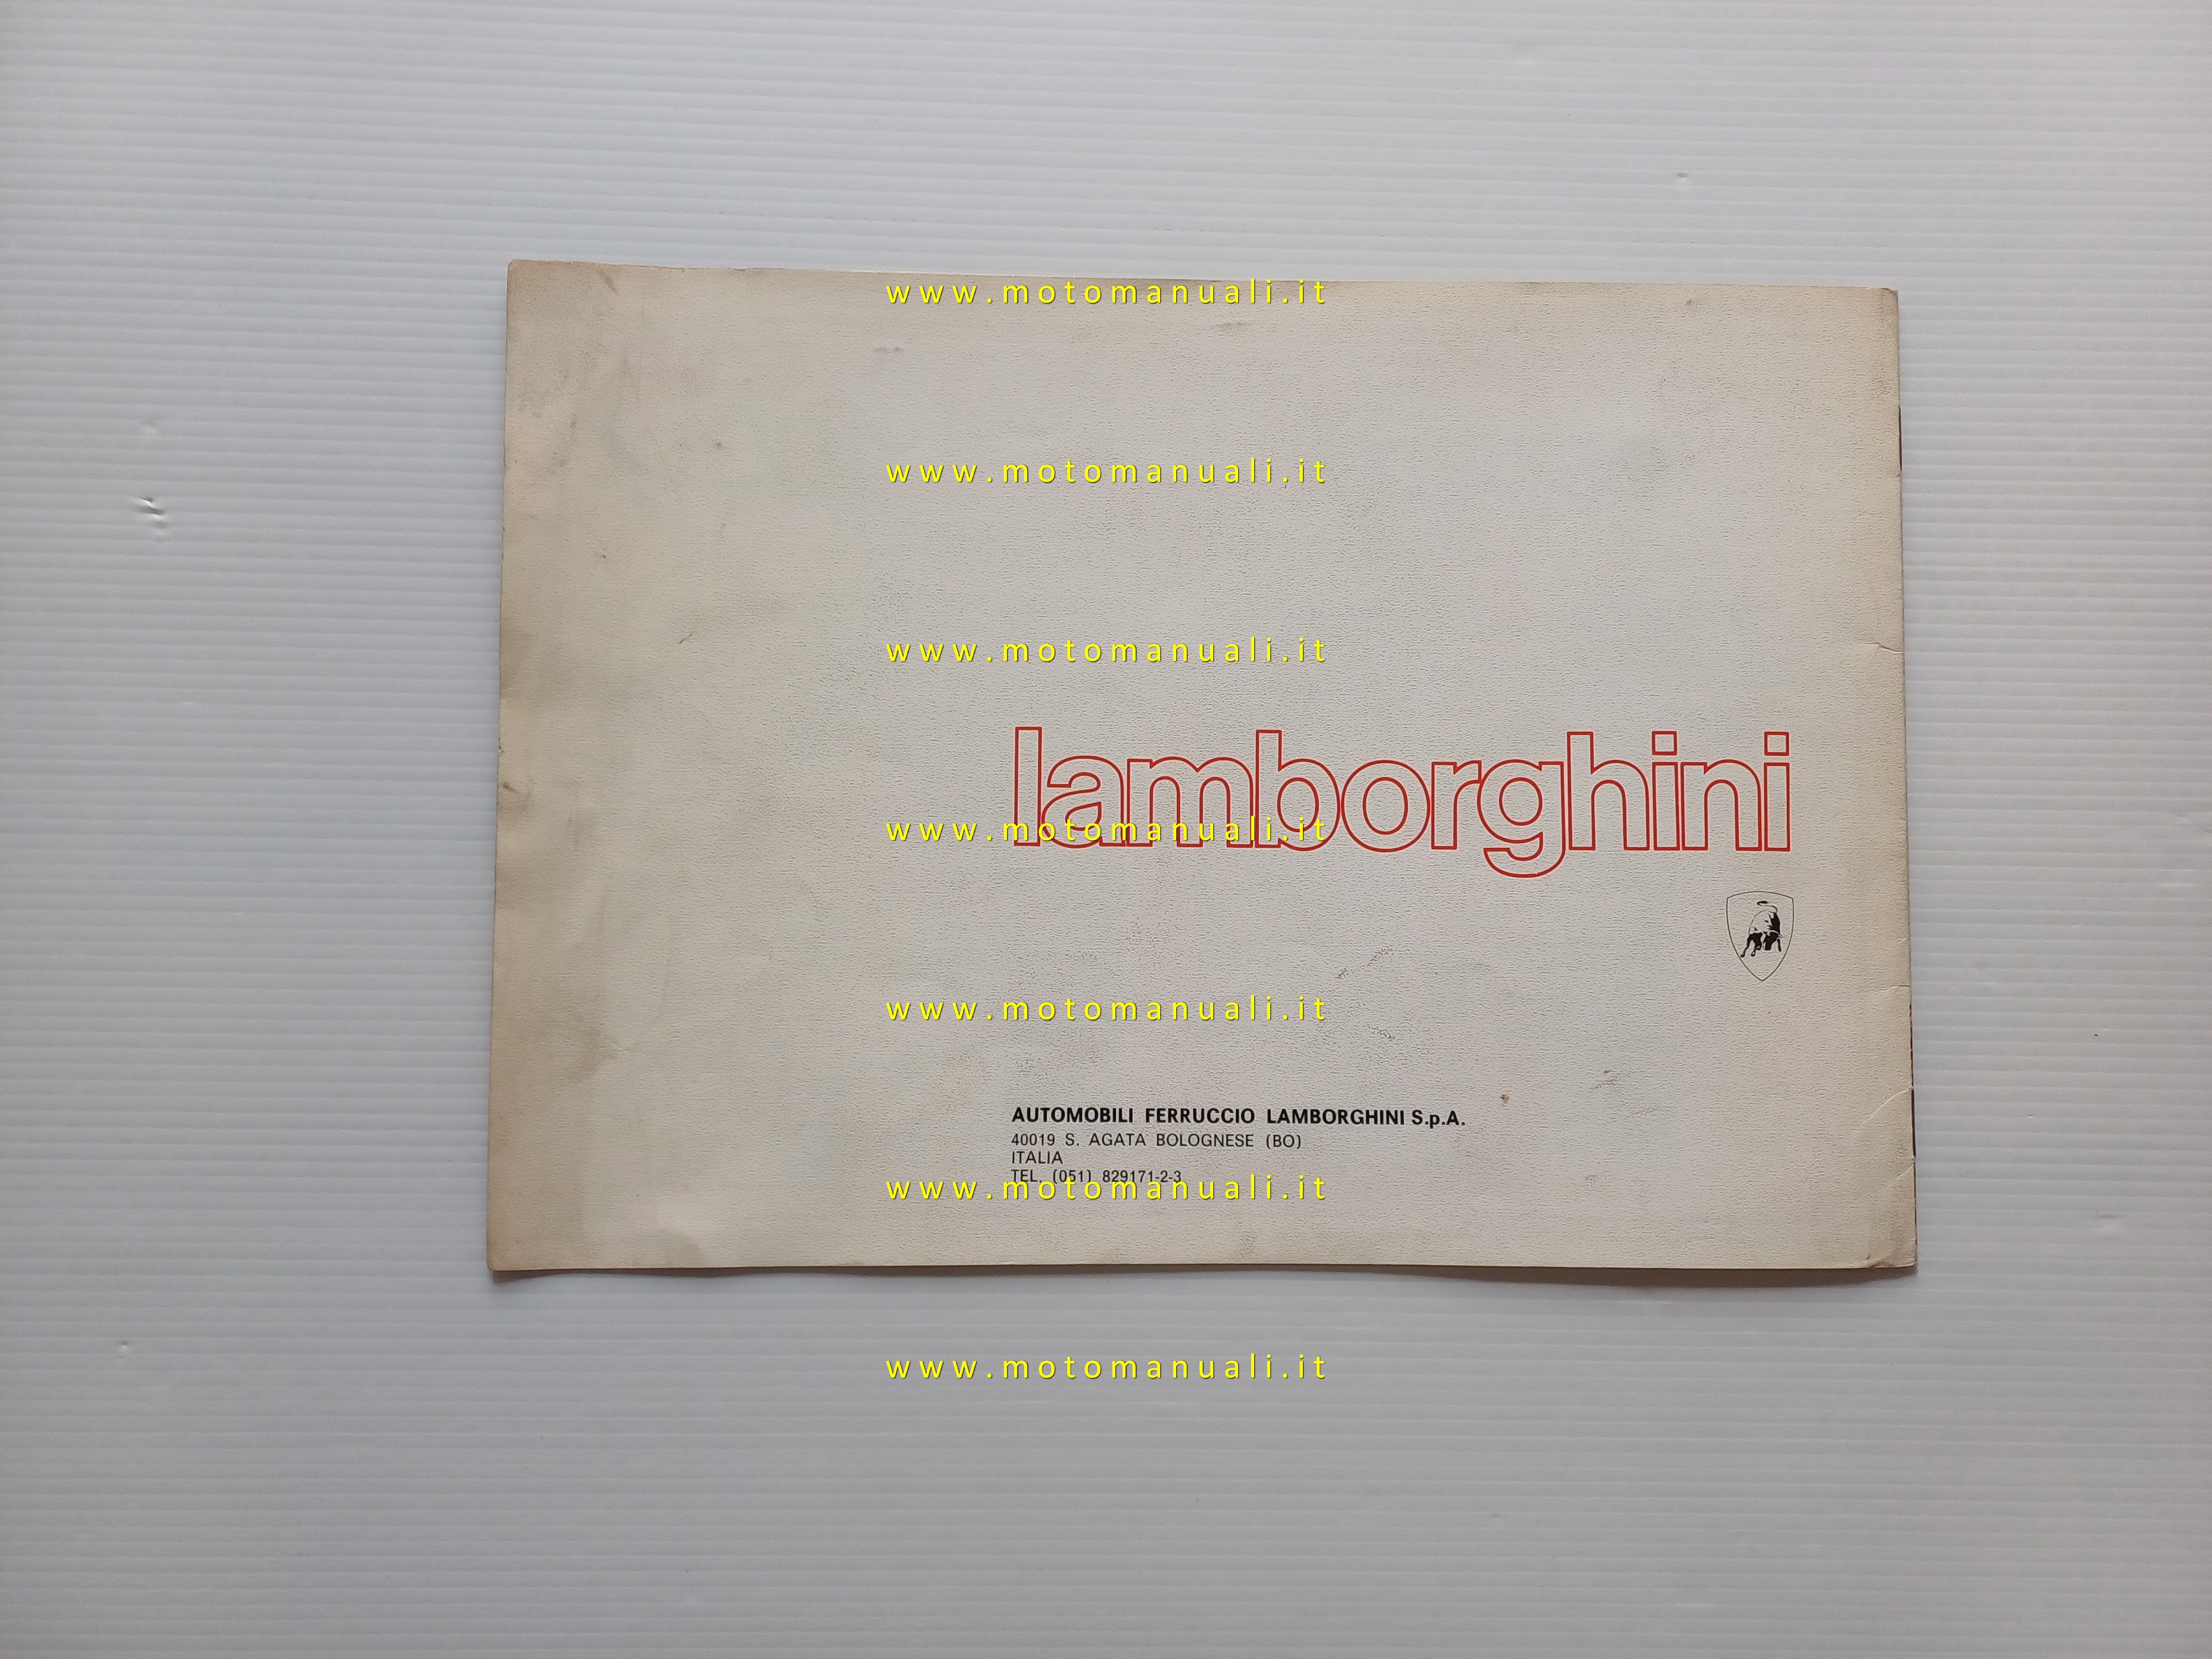 www.motomanuali.it
www.motomanuali.it
www.motomanuali.it
lamborghini
www.motomanuali.it
www.motomanuali.it
AUTOMOBILI FERRUCCIO LAMBORGHINI S.p.A.
40019 S. AGATA BOLOGNESE (BO)
ITALIA
TEL. (051) 829171-2-3
www.motomanuali.it
www.motomanuali.it